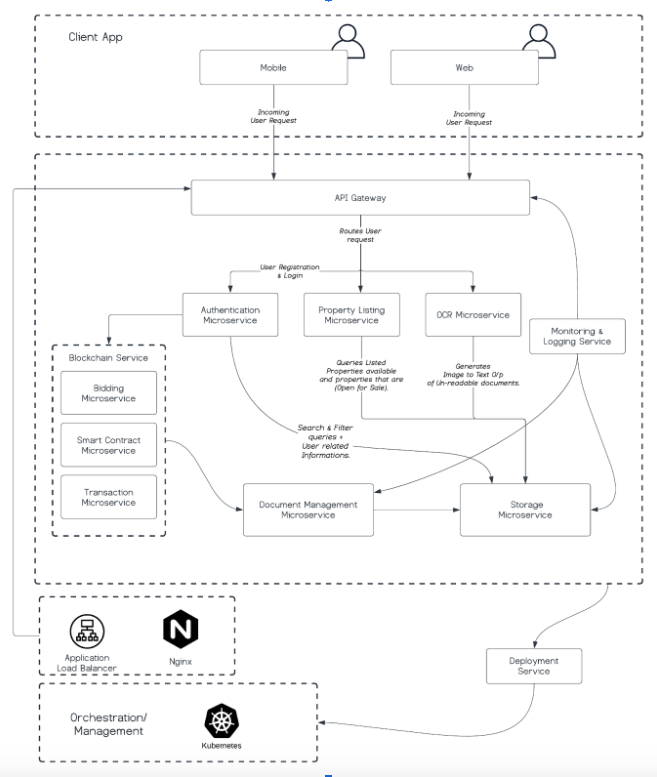 Client App
Mobile
Web
Incoming
User Request
Incoming
User Request
API Gateway
Routes User
request
User Registration
& Login
Authentication
Microservice
Property Listing
Microservice
OCR Microservice
Monitoring &
Logging Service
Blockchain Service
Bidding
Microservice
Smart Contract
Microservice
Transaction
Microservice
Queries Listed
Properties available
and properties that are
(Open for Sale).
Generates
Image to Text O/p
of Un-readable documents.
Search & Filter
queries +
User related
Informations.
Document Management
Microservice
Storage
Microservice
Application
Load Balancer
N
Nginx
Deployment
Service
Orchestration/
Management
Kubernetes